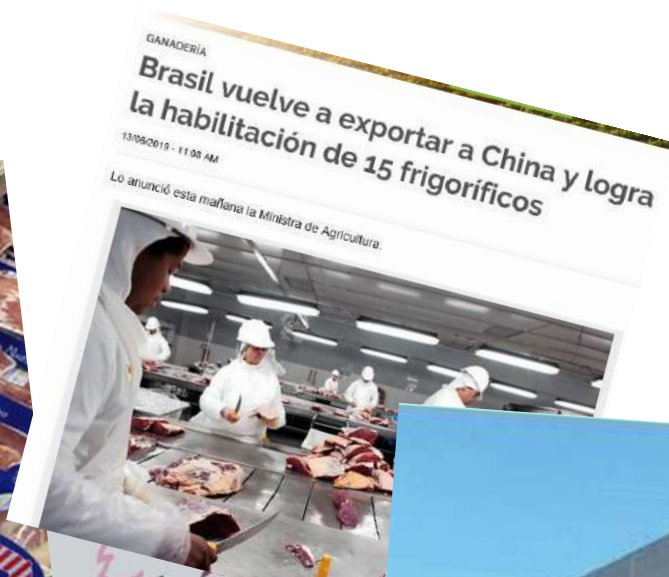 GANADERÍA
Brasil vuelve a exportar a China y logra
la habilitación de 15 frigoríficos
13/06/2019 - 11:08 AM
Lo anunció esta mañana la Ministra de Agricultura.